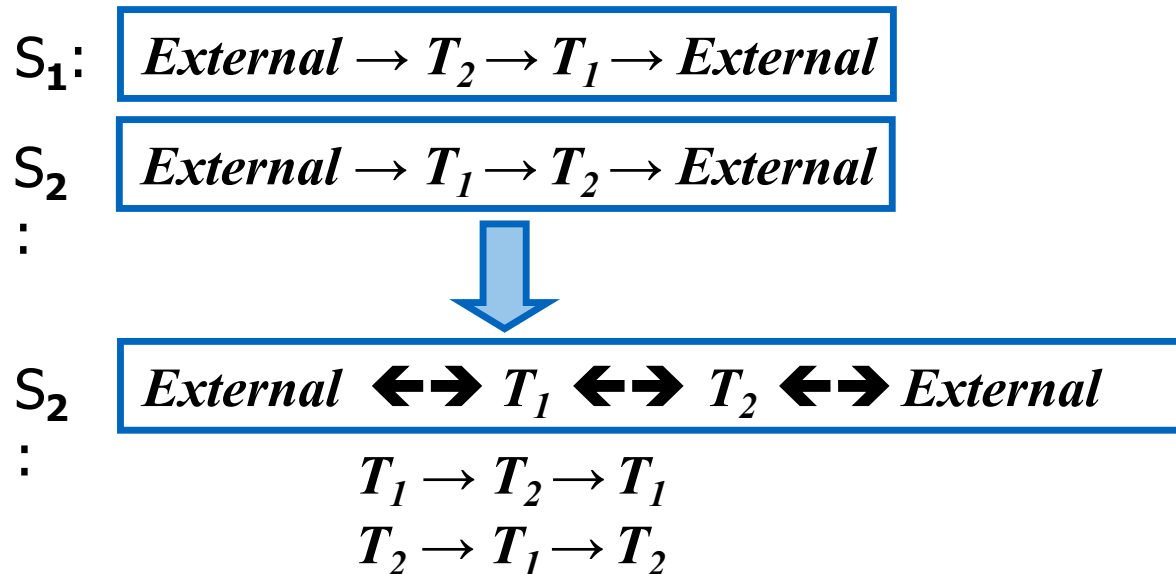 S₁: External → T₂ → T₁ → External
S₂ External → T₁ → T₂ → External
:
S₂ External 🡸🡺 T₁ 🡸🡺 T₂ 🡸🡺 External
:
T₁ → T₂ → T₁
T₂ → T₁ → T₂